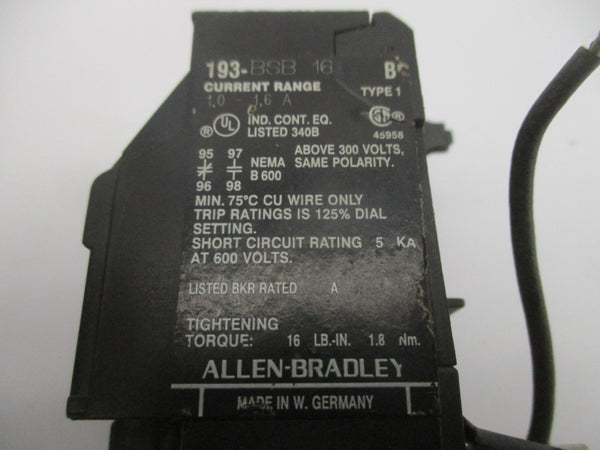 193-BSB 16 B
CURRENT RANGE TYPE 1
1.0 - 1.6 A
® UL IND. CONT. EQ.
LISTED 340B 45958
95 97 ABOVE 300 VOLTS,
NEMA SAME POLARITY.
96 98 B 600
MIN. 75°C CU WIRE ONLY
TRIP RATINGS IS 125% DIAL
SETTING.
SHORT CIRCUIT RATING 5 KA
AT 600 VOLTS.
LISTED BKR RATED A
TIGHTENING
TORQUE: 16 LB.-IN. 1.8 Nm.
ALLEN-BRADLEY
MADE IN W. GERMANY